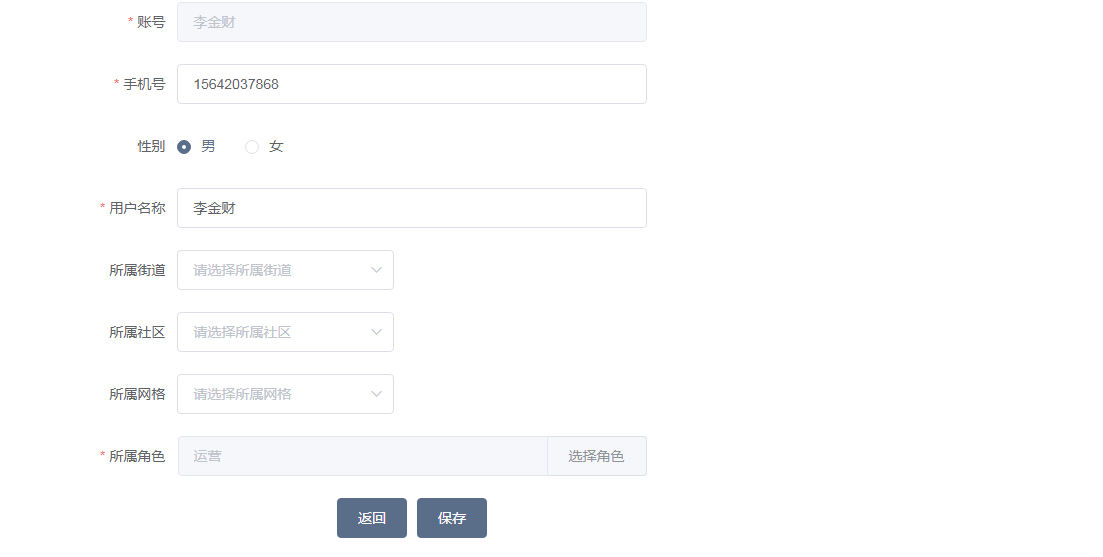 * 账号 李金财
* 手机号 15642037868
性别 男 女
* 用户名称 李金财
所属街道 请选择所属街道
所属社区 请选择所属社区
所属网格 请选择所属网格
* 所属角色 运营 选择角色
返回 保存